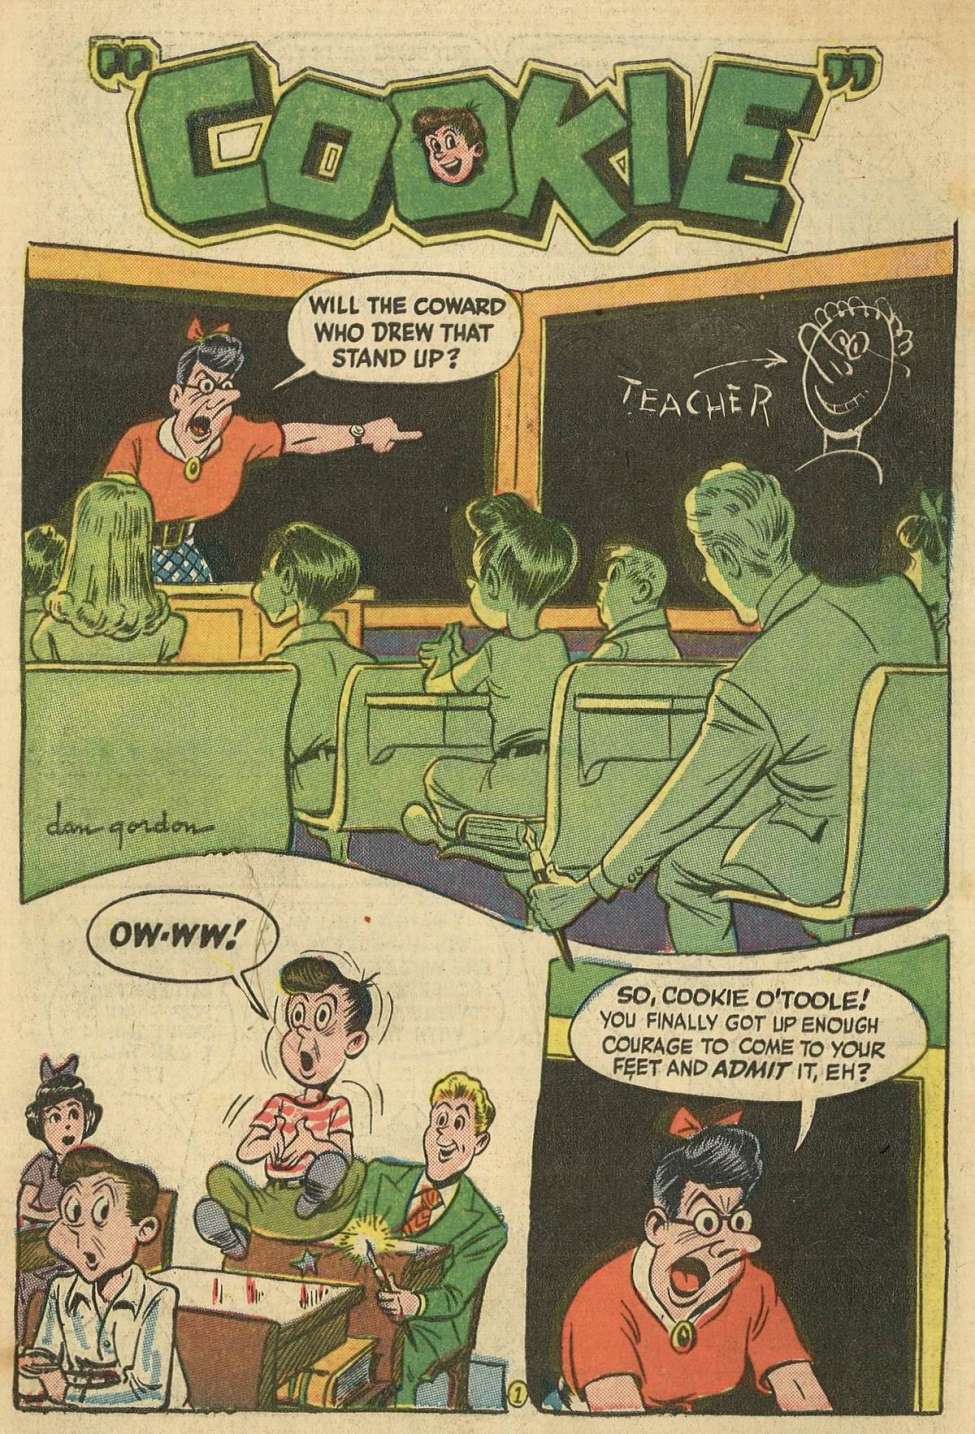 "COOKIE"
WILL THE COWARD
WHO DREW THAT
STAND UP?
TEACHER
dan gordon
OW-WW!
SO, COOKIE O'TOOLE!
YOU FINALLY GOT UP ENOUGH
COURAGE TO COME TO YOUR
FEET AND ADMIT IT, EH?
1